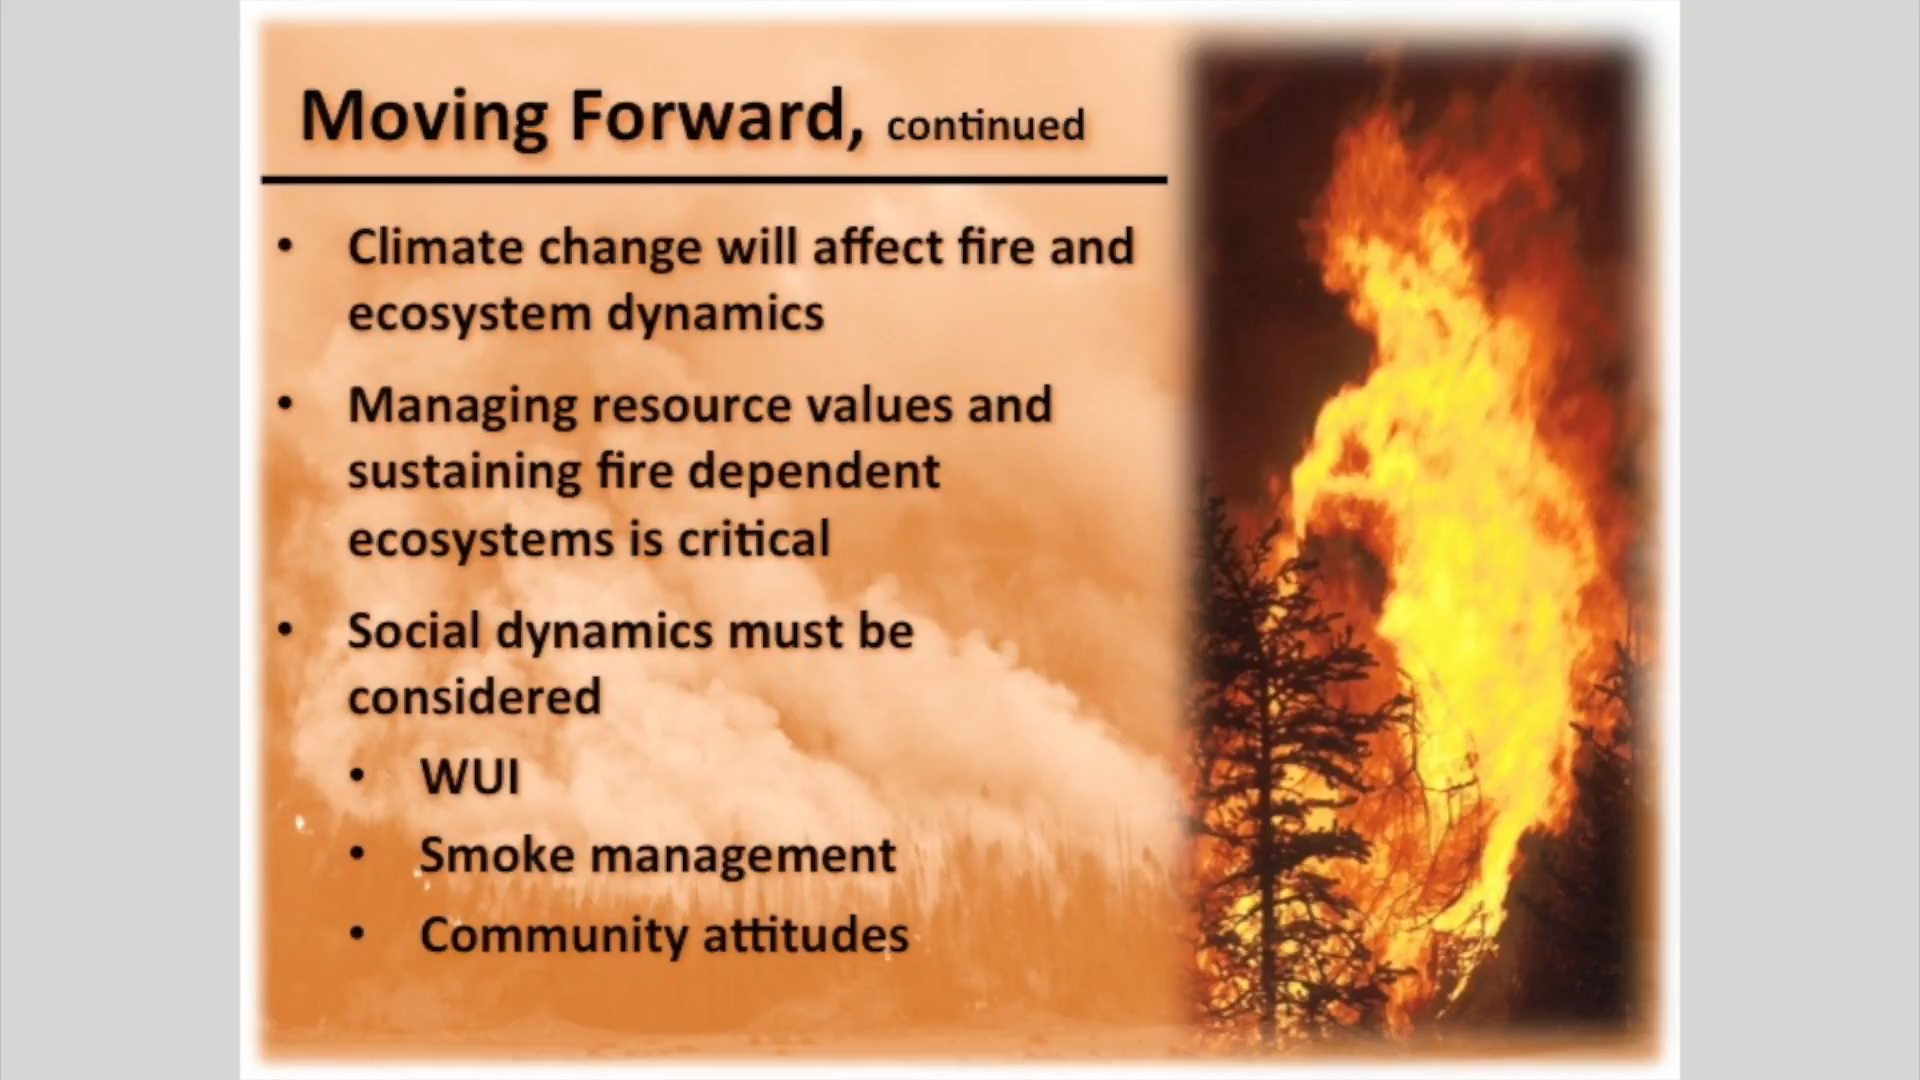 Moving Forward, continued
• Climate change will affect fire and
ecosystem dynamics
• Managing resource values and
sustaining fire dependent
ecosystems is critical
• Social dynamics must be
considered
• WUI
• Smoke management
• Community attitudes